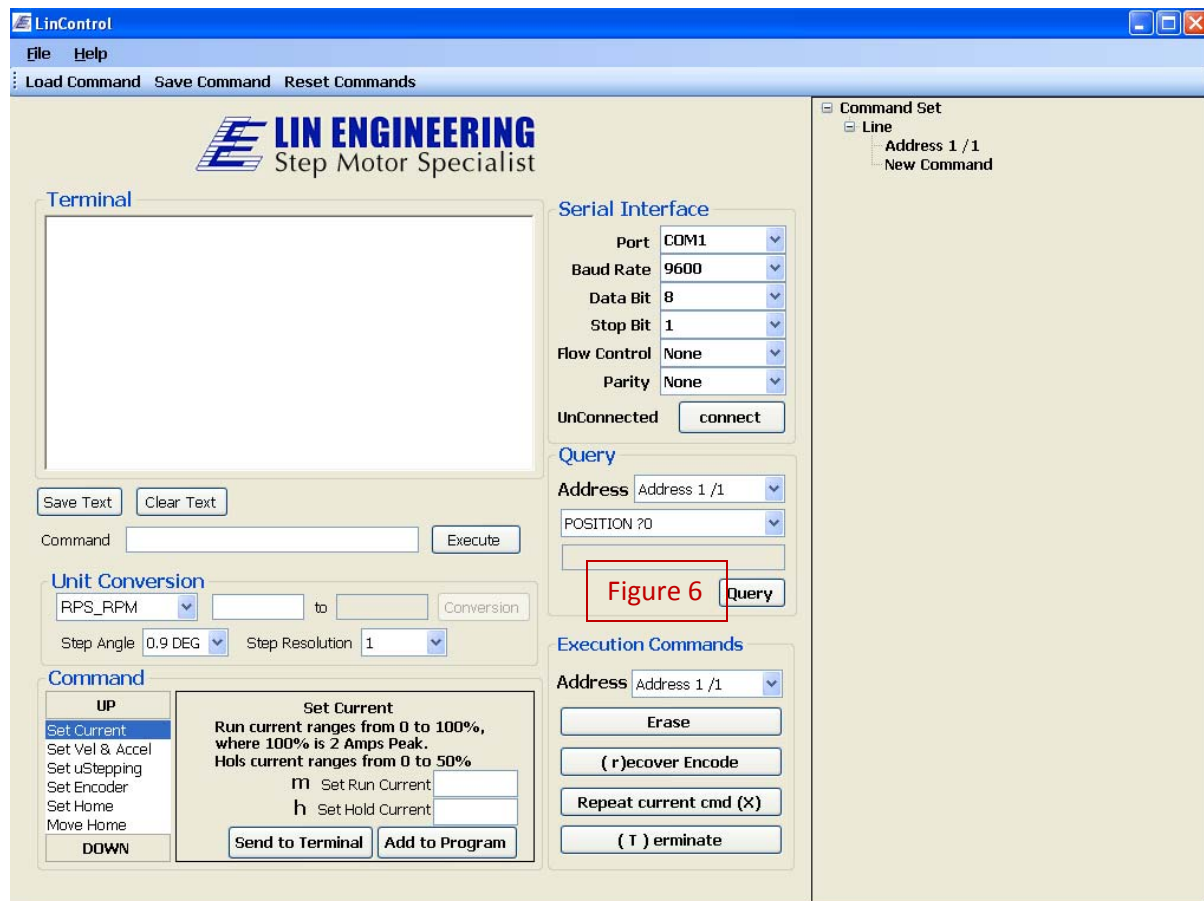 LinControl
File Help
Load Command Save Command Reset Commands
LIN ENGINEERING
Step Motor Specialist
Terminal
Save Text Clear Text
Command Execute
Unit Conversion
RPS_RPM to Conversion
Step Angle 0.9 DEG Step Resolution 1
Command
UP
Set Current
Set Vel & Accel
Set uStepping
Set Encoder
Set Home
Move Home
DOWN
Set Current
Run current ranges from 0 to 100%,
where 100% is 2 Amps Peak.
Hols current ranges from 0 to 50%
m Set Run Current
h Set Hold Current
Send to Terminal Add to Program
Serial Interface
Port COM1
Baud Rate 9600
Data Bit 8
Stop Bit 1
Flow Control None
Parity None
UnConnected connect
Query
Address Address 1 /1
POSITION ?0
Figure 6
Query
Execution Commands
Address Address 1 /1
Erase
( r)ecover Encode
Repeat current cmd (X)
( T ) erminate
Command Set
Line
Address 1 /1
New Command